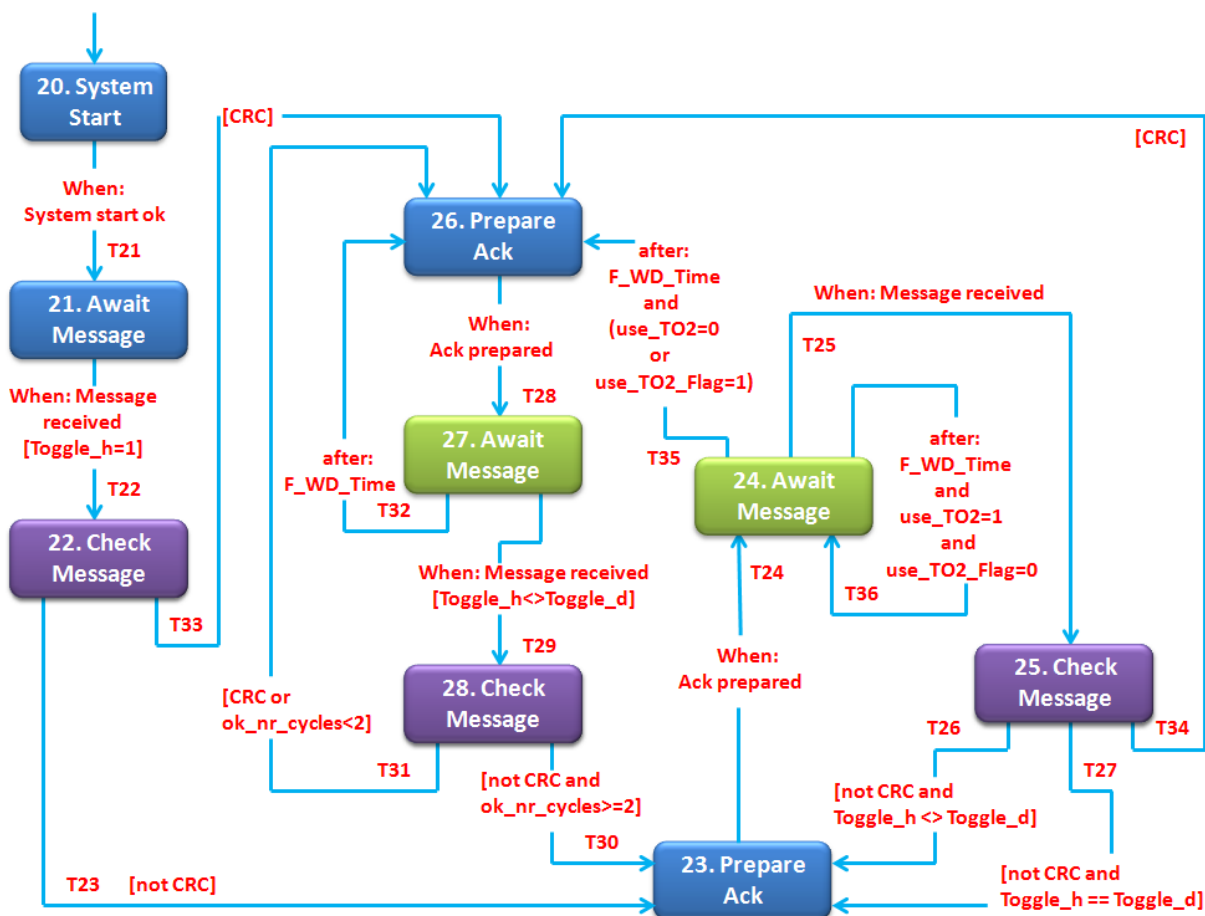 20. System
Start
When:
System start ok
T21
21. Await
Message
When: Message
received
[Toggle_h=1]
T22
22. Check
Message
T33
T23
[not CRC]
[CRC]
26. Prepare
Ack
When:
Ack prepared
T28
27. Await
Message
after:
F_WD_Time
T32
When: Message received
[Toggle_h<>Toggle_d]
T29
28. Check
Message
[CRC or
ok_nr_cycles<2]
T31
[not CRC and
ok_nr_cycles>=2]
T30
23. Prepare
Ack
When:
Ack prepared
T24
24. Await
Message
after:
F_WD_Time
and
(use_TO2=0
or
use_TO2_Flag=1)
T35
When: Message received
T25
after:
F_WD_Time
and
use_TO2=1
and
use_TO2_Flag=0
T36
25. Check
Message
T26
[not CRC and
Toggle_h <> Toggle_d]
T27
[not CRC and
Toggle_h == Toggle_d]
T34
[CRC]